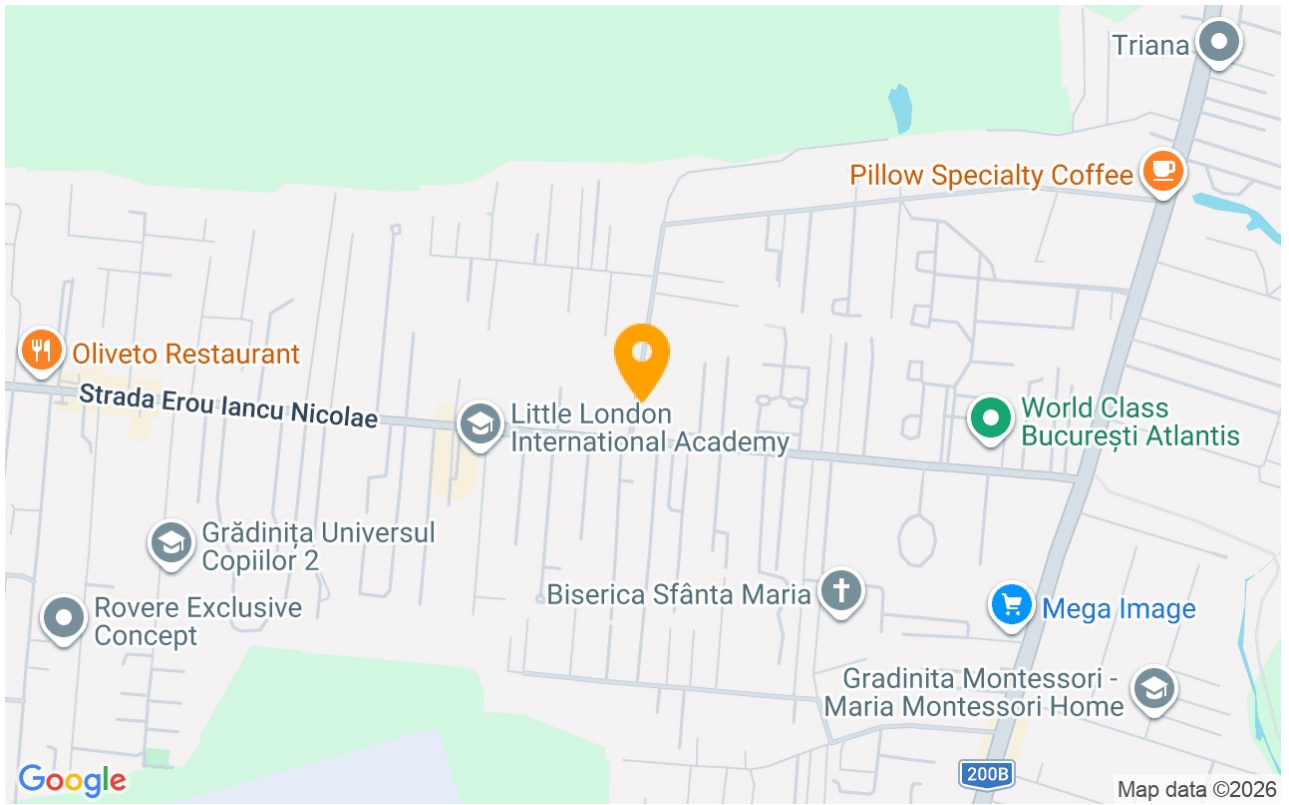 Triana
Pillow Specialty Coffee
Oliveto Restaurant
Strada Erou Iancu Nicolae
Little London
International Academy
World Class
București Atlantis
Grădinița Universul
Copiilor 2
Biserica Sfânta Maria
Rovere Exclusive
Concept
Mega Image
Gradinita Montessori -
Maria Montessori Home
200B
Google
Map data ©2026